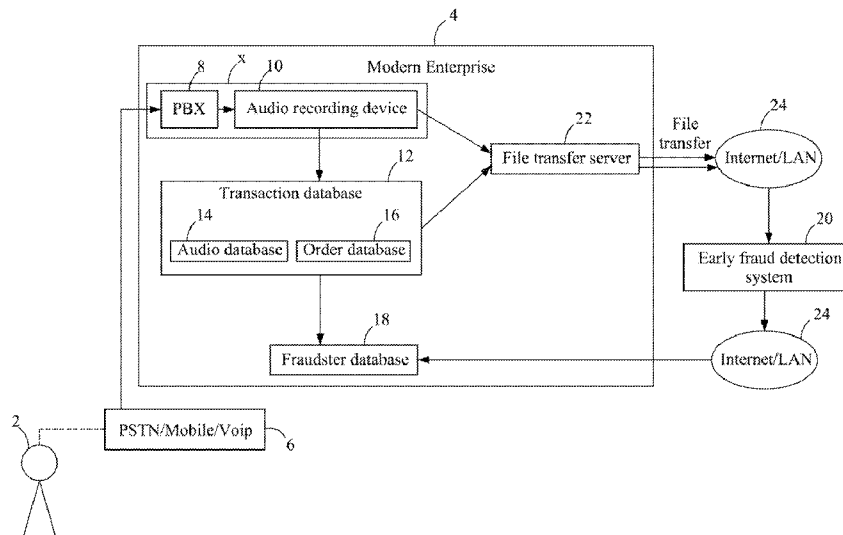 4
x
Modern Enterprise
8
10
PBX
Audio recording device
22
File
transfer
24
File transfer server
Internet/LAN
12
Transaction database
14
16
Audio database
Order database
20
Early fraud detection
system
18
24
Fraudster database
Internet/LAN
2
PSTN/Mobile/Voip
6